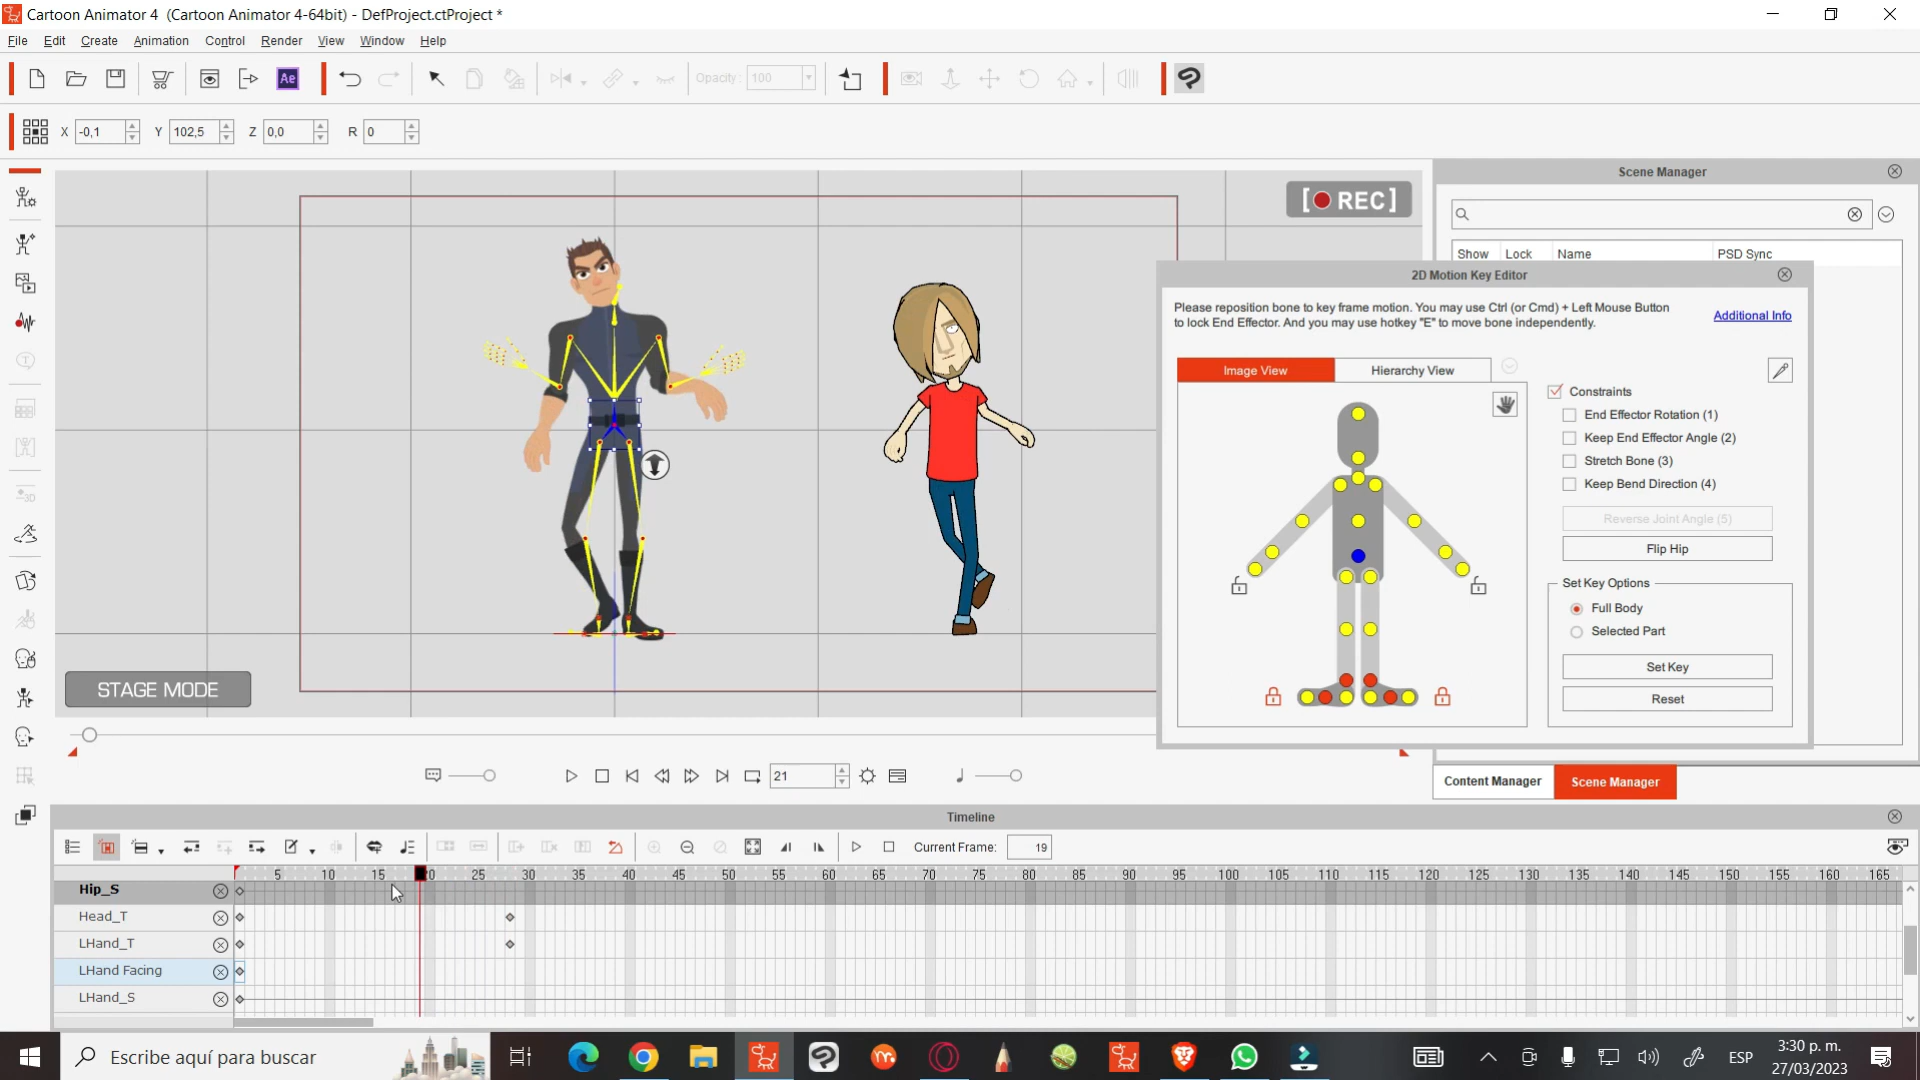 Cartoon Animator 4 (Cartoon Animator 4-64bit) - DefProject.ctProject *
File Edit Create Animation Control Render View Window Help
Ae
Opacity: 100
X -0,1 Y 102,5 Z 0,0 R 0
Scene Manager
[ REC ]
Show Lock Name PSD Sync
2D Motion Key Editor
Please reposition bone to key frame motion. You may use Ctrl (or Cmd) + Left Mouse Button
to lock End Effector. And you may use hotkey "E" to move bone independently.
Additional Info
Image View Hierarchy View
Constraints
End Effector Rotation (1)
Keep End Effector Angle (2)
Stretch Bone (3)
Keep Bend Direction (4)
Reverse Joint Angle (5)
Flip Hip
Set Key Options
Full Body
Selected Part
Set Key
Reset
STAGE MODE
21
Content Manager Scene Manager
Timeline
Current Frame: 19
5 10 15 20 25 30 35 40 45 50 55 60 65 70 75 80 85 90 95 100 105 110 115 120 125 130 135 140 145 150 155 160 165
Hip_S
Head_T
LHand_T
LHand Facing
LHand_S
Escribe aquí para buscar
ESP
3:30 p. m.
27/03/2023